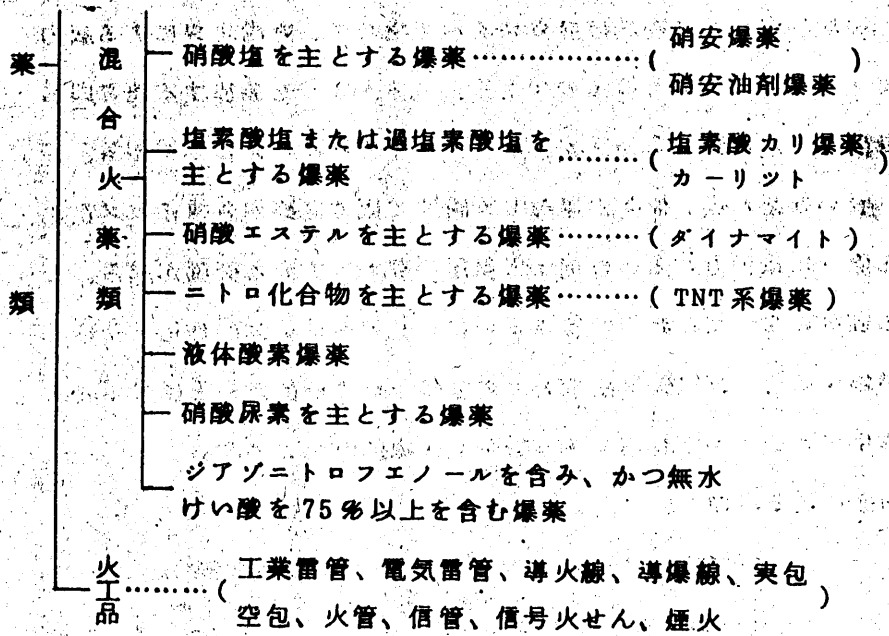 薬類
混合火薬類
硝酸塩を主とする爆薬………………(硝安爆薬
硝安油剤爆薬)
塩素酸塩または過塩素酸塩を
主とする爆薬………(塩素酸カリ爆薬
カーリット)
硝酸エステルを主とする爆薬………(ダイナマイト)
ニトロ化合物を主とする爆薬………(TNT系爆薬)
液体酸素爆薬
硝酸尿素を主とする爆薬
ジアゾニトロフエノールを含み、かつ無水
けい酸を75%以上を含む爆薬
火工品………(工業雷管、電気雷管、導火線、導爆線、実包
空包、火管、信管、信号火せん、煙火)